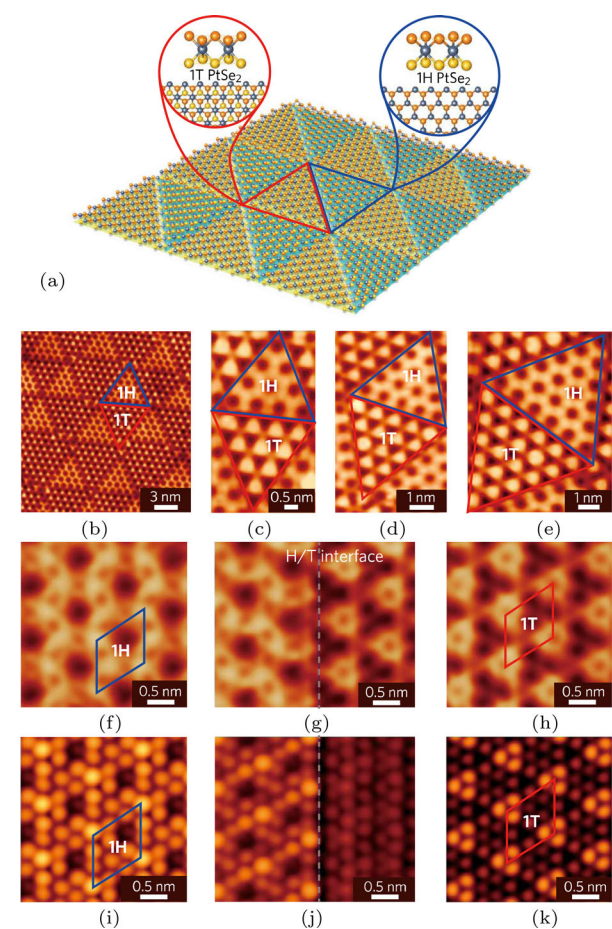 1T PtSe₂
1H PtSe₂
(a)
1H
1T
3 nm
1H
1T
0.5 nm
1H
1T
1 nm
1H
1T
1 nm
(b)
(c)
(d)
(e)
1H
0.5 nm
H/T interface
0.5 nm
1T
0.5 nm
(f)
(g)
(h)
1H
0.5 nm
0.5 nm
1T
0.5 nm
(i)
(j)
(k)